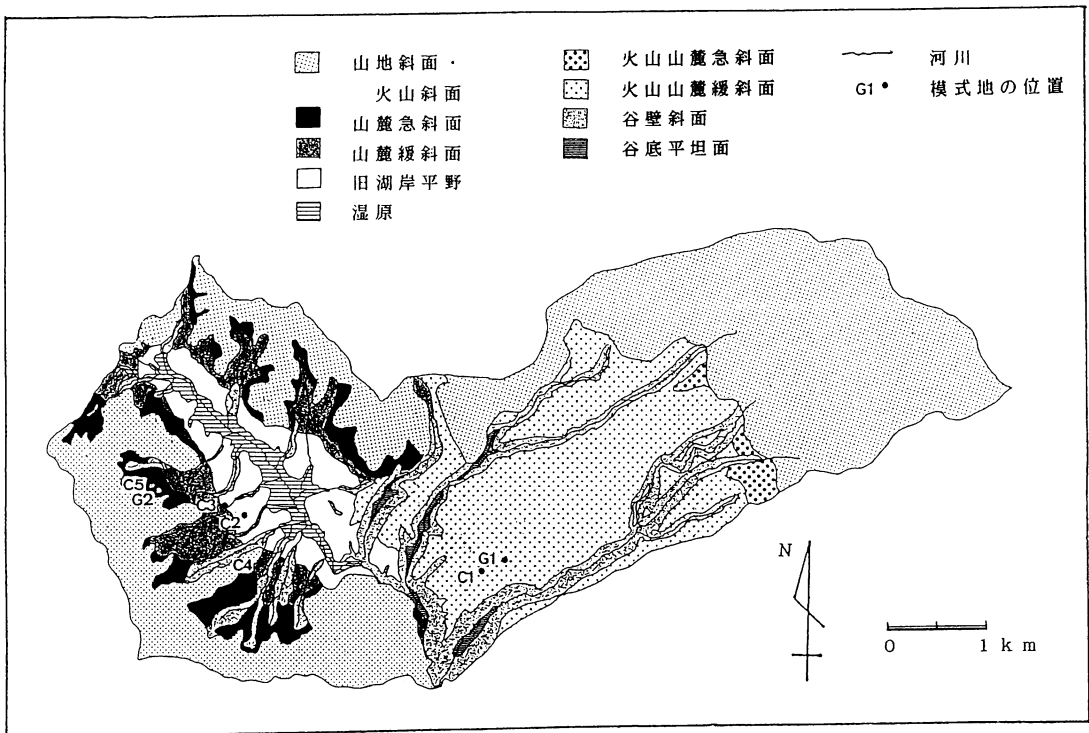 山地斜面・
火山斜面
山麓急斜面
山麓緩斜面
旧湖岸平野
湿原
火山山麓急斜面
火山山麓緩斜面
谷壁斜面
谷底平坦面
河川
G1 模式地の位置
C5
G2
C3
C2
C4
G1
C1
N
0 1 km